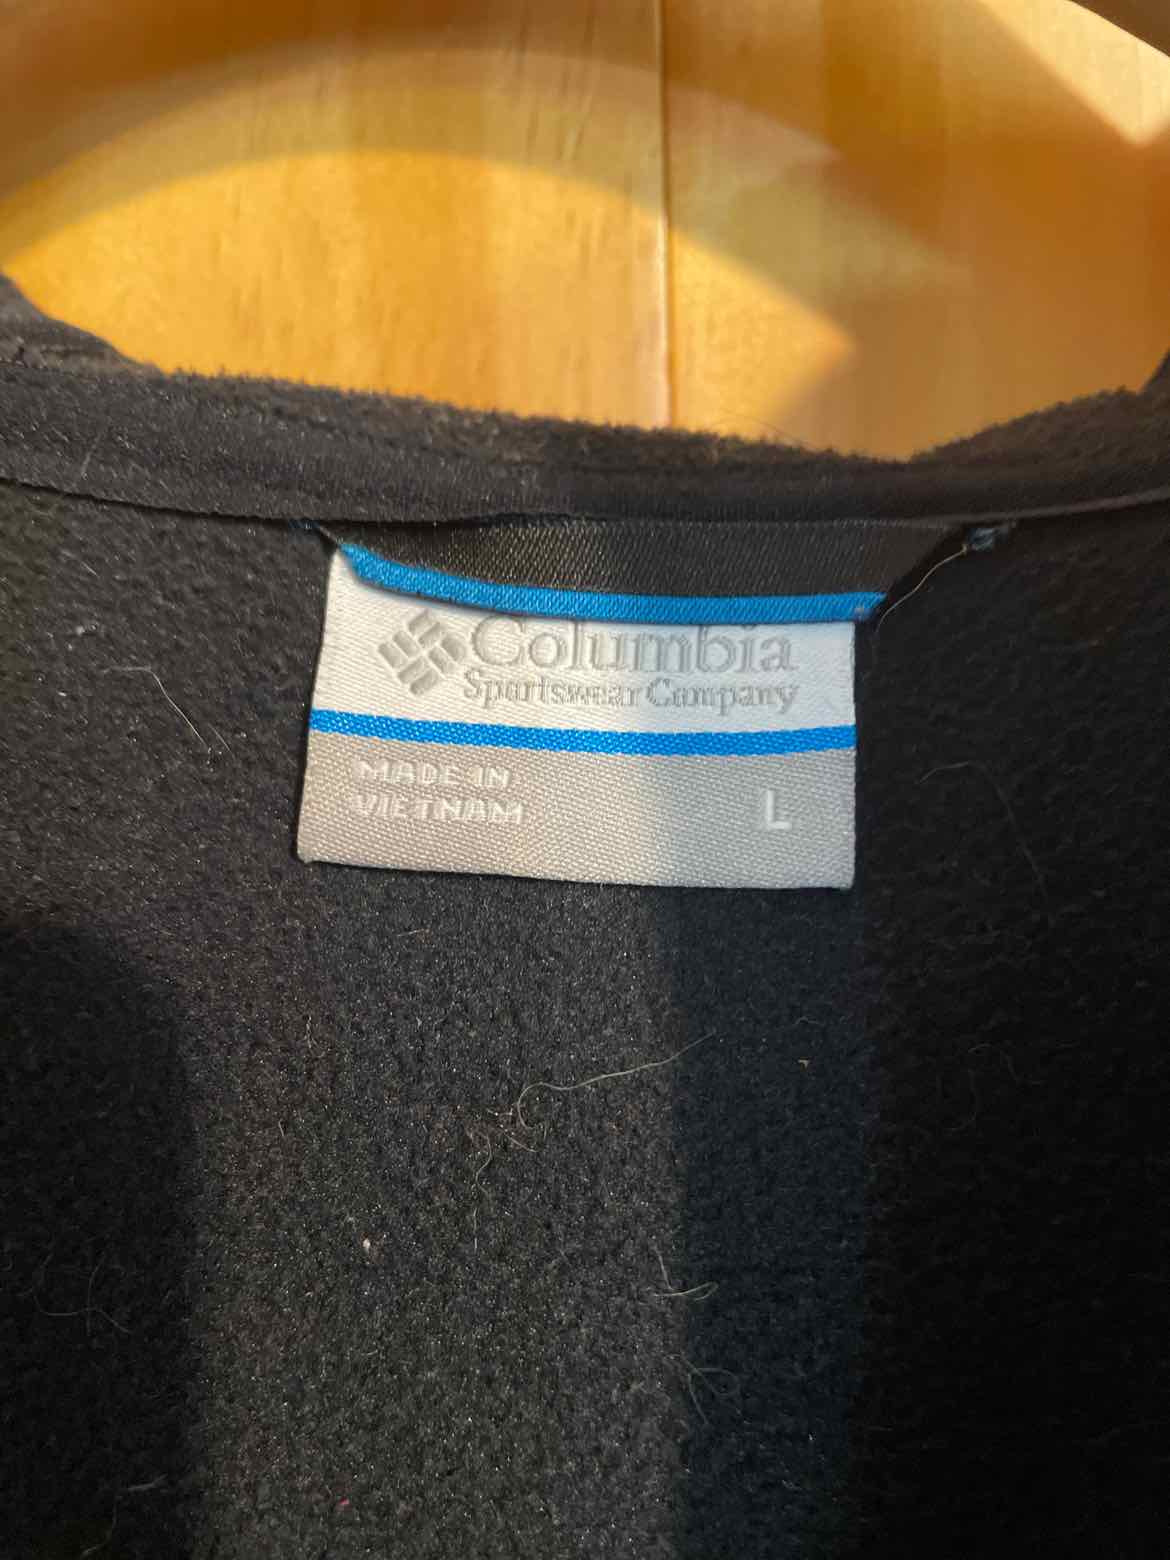 Columbia
Sportswear Company
MADE IN
VIETNAM
L